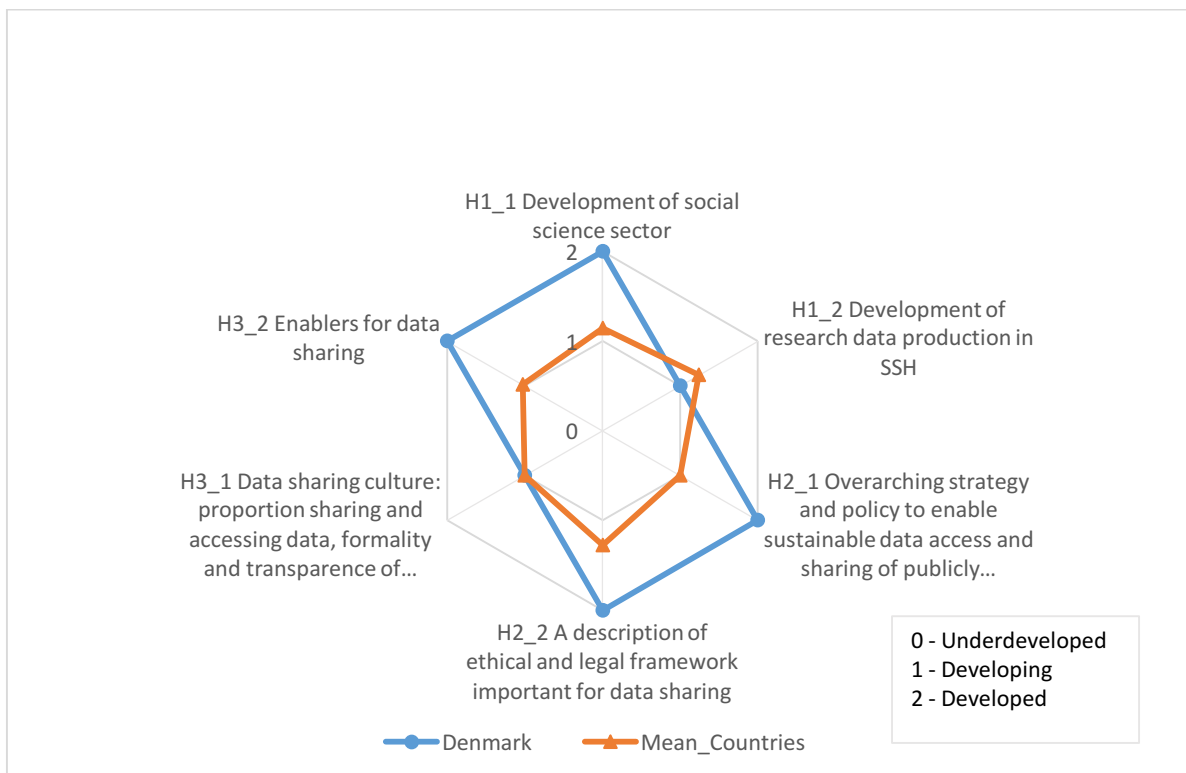 H1_1 Development of social
science sector
2
H1_2 Development of
research data production in
SSH
H3_2 Enablers for data
sharing
1
0
H3_1 Data sharing culture:
proportion sharing and
accessing data, formality
and transparence of...
H2_1 Overarching strategy
and policy to enable
sustainable data access and
sharing of publicly...
H2_2 A description of
ethical and legal framework
important for data sharing
0 - Underdeveloped
1 - Developing
2 - Developed
Denmark
Mean_Countries